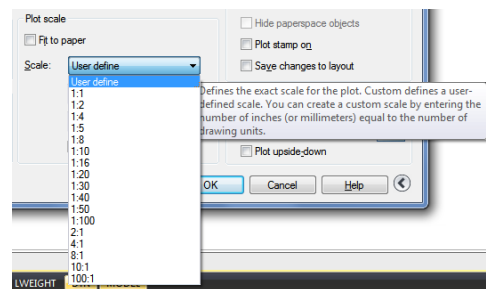 Plot scale
Fit to paper
Hide paperspace objects
Plot stamp on
Scale: User define
Save changes to layout
User define
1:1
1:2
1:4
1:5
1:8
1:10
1:16
1:20
1:30
1:40
1:50
1:100
2:1
4:1
8:1
10:1
100:1
Defines the exact scale for the plot. Custom defines a user-
defined scale. You can create a custom scale by entering the
number of inches (or millimeters) equal to the number of
drawing units.
Plot upside-down
OK Cancel Help
LWEIGHT MODEL